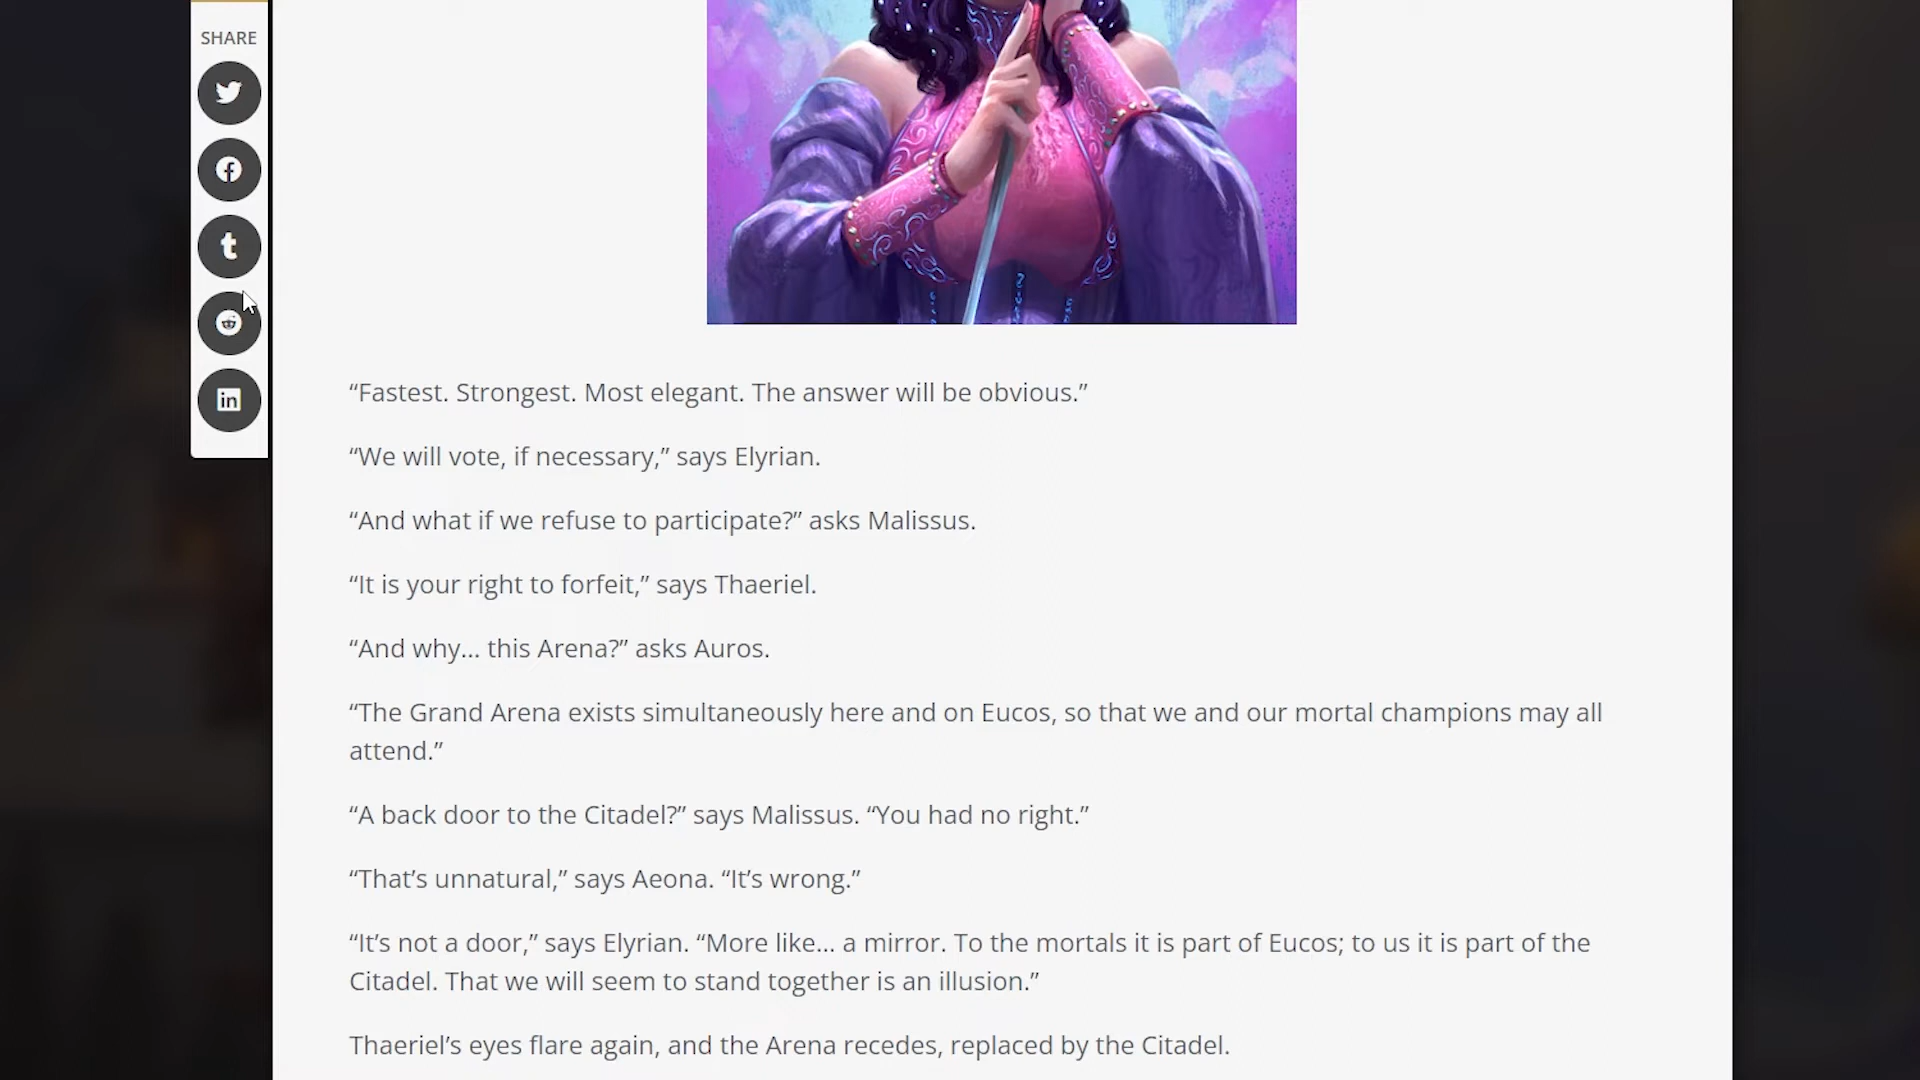 SHARE
“Fastest. Strongest. Most elegant. The answer will be obvious.”
“We will vote, if necessary,” says Elyrian.
“And what if we refuse to participate?” asks Malissus.
“It is your right to forfeit,” says Thaeriel.
“And why… this Arena?” asks Auros.
“The Grand Arena exists simultaneously here and on Eucos, so that we and our mortal champions may all
attend.”
“A back door to the Citadel?” says Malissus. “You had no right.”
“That’s unnatural,” says Aeona. “It’s wrong.”
“It’s not a door,” says Elyrian. “More like… a mirror. To the mortals it is part of Eucos; to us it is part of the
Citadel. That we will seem to stand together is an illusion.”
Thaeriel’s eyes flare again, and the Arena recedes, replaced by the Citadel.